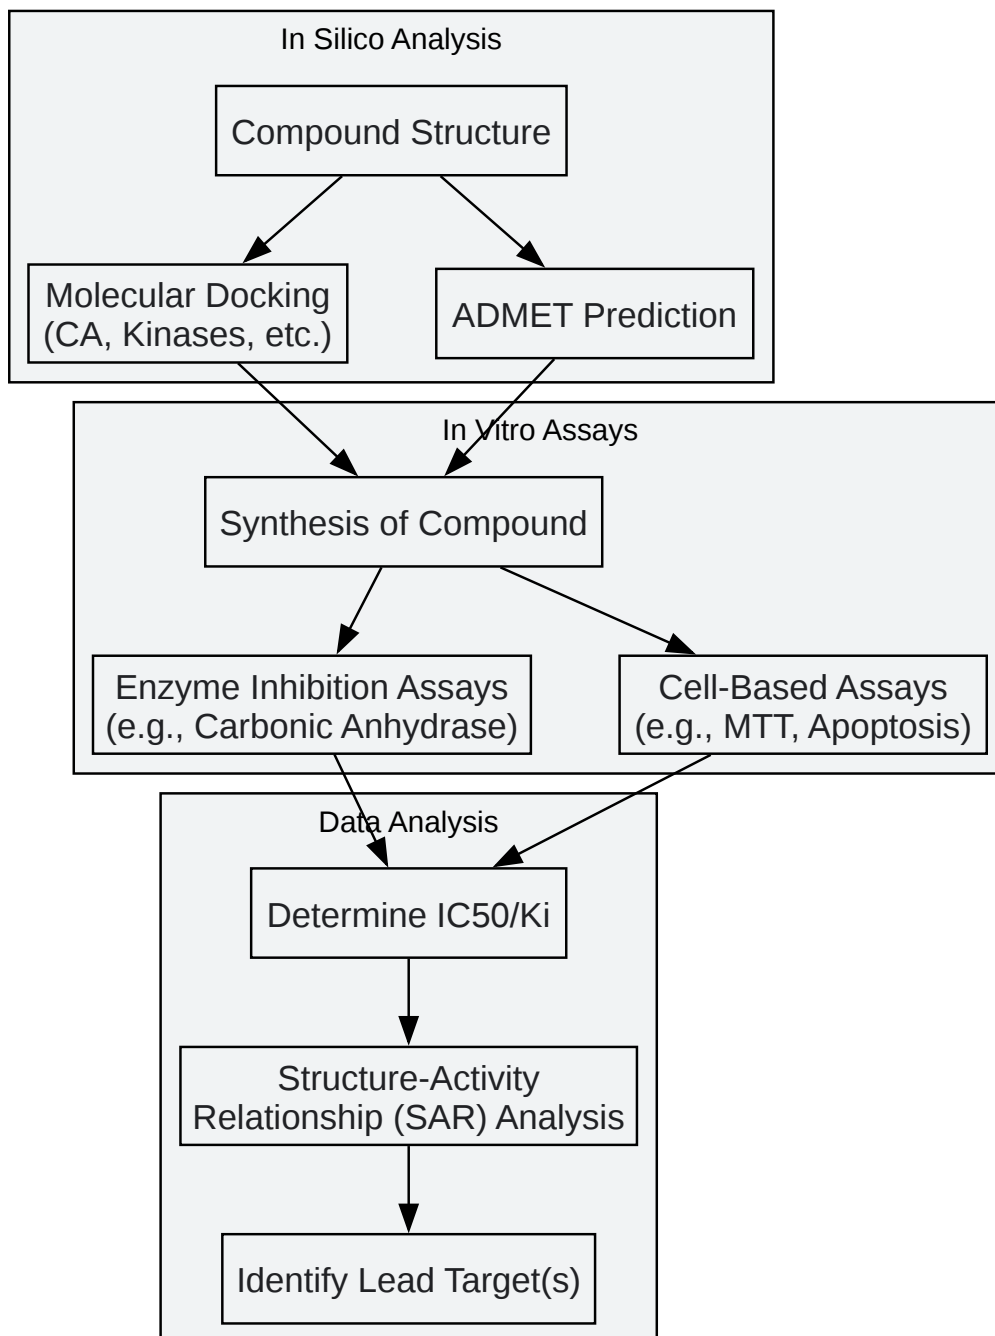 In Silico Analysis
Compound Structure
Molecular Docking
(CA, Kinases, etc.)
ADMET Prediction
In Vitro Assays
Synthesis of Compound
Enzyme Inhibition Assays
(e.g., Carbonic Anhydrase)
Cell-Based Assays
(e.g., MTT, Apoptosis)
Data Analysis
Determine IC50/Ki
Structure-Activity
Relationship (SAR) Analysis
Identify Lead Target(s)